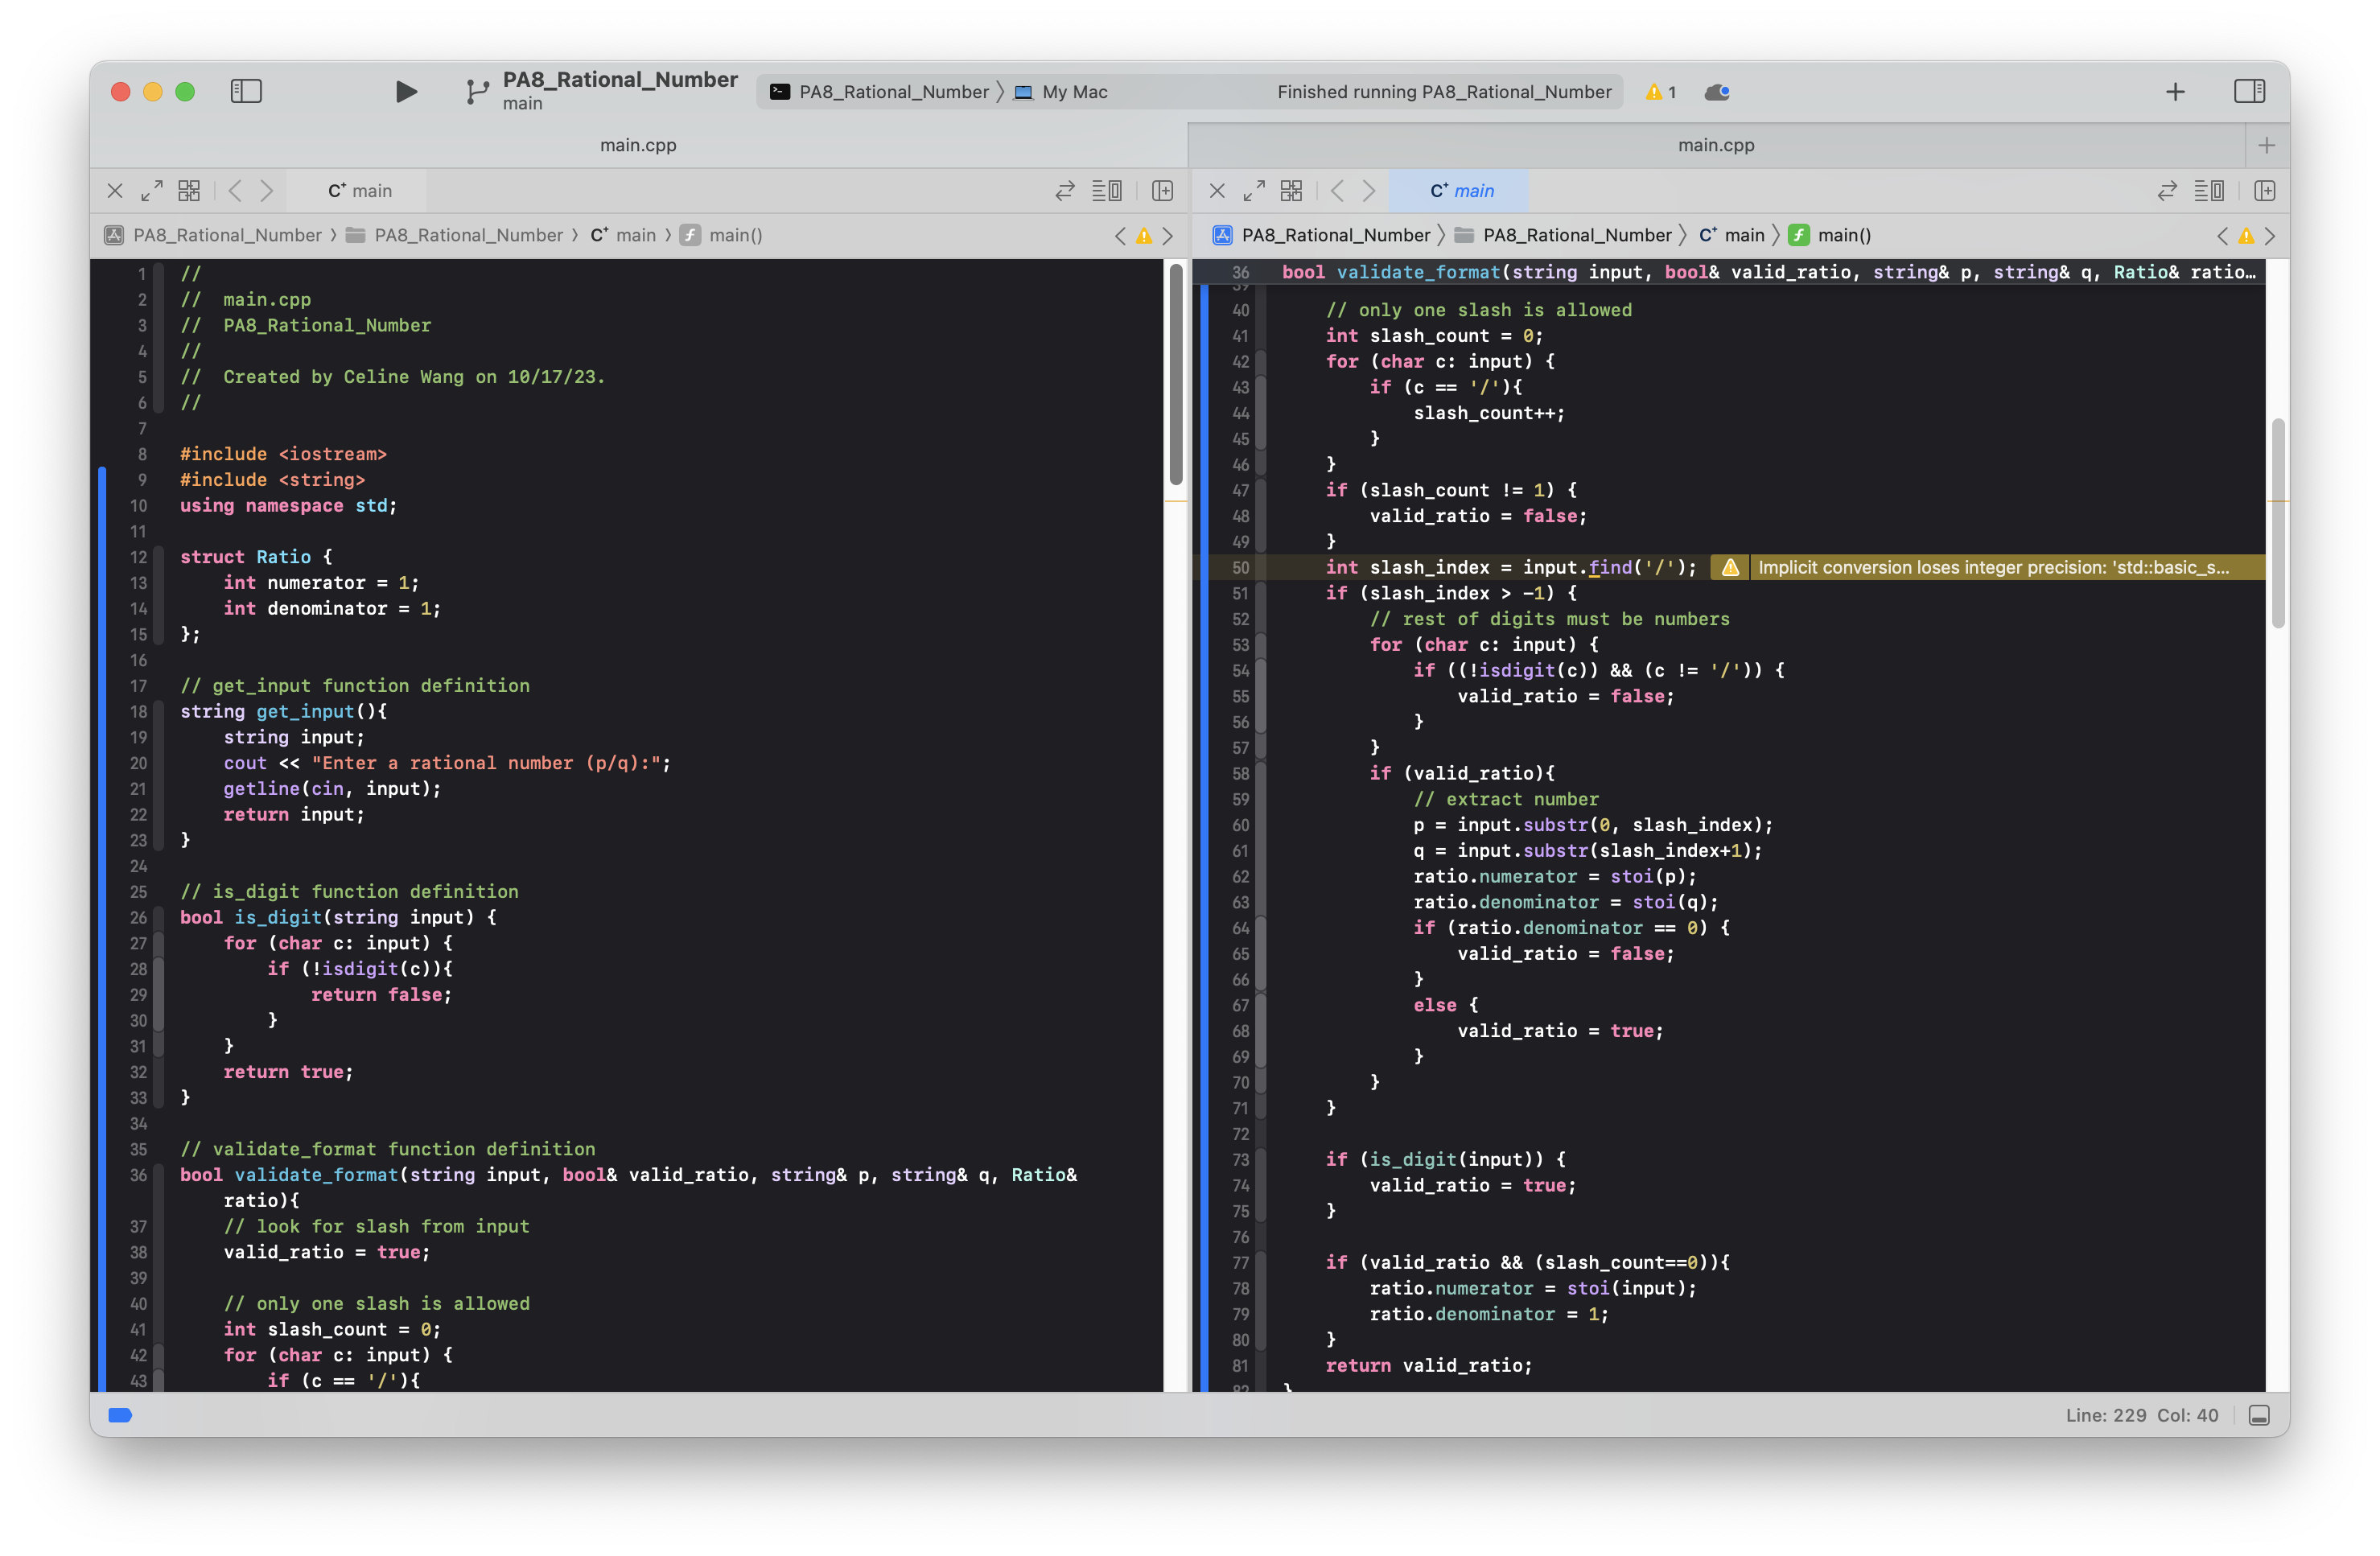 PA8_Rational_Number
main
PA8_Rational_Number 〉 My Mac
Finished running PA8_Rational_Number
1
main.cpp
main.cpp
C+ main
PA8_Rational_Number 〉 PA8_Rational_Number 〉 C+ main 〉 f main()
1 //
2 //  main.cpp
3 //  PA8_Rational_Number
4 //
5 //  Created by Celine Wang on 10/17/23.
6 //
7
8 #include <iostream>
9 #include <string>
10 using namespace std;
11
12 struct Ratio {
13     int numerator = 1;
14     int denominator = 1;
15 };
16
17 // get_input function definition
18 string get_input(){
19     string input;
20     cout << "Enter a rational number (p/q):";
21     getline(cin, input);
22     return input;
23 }
24
25 // is_digit function definition
26 bool is_digit(string input) {
27     for (char c: input) {
28         if (!isdigit(c)){
29             return false;
30         }
31     }
32     return true;
33 }
34
35 // validate_format function definition
36 bool validate_format(string input, bool& valid_ratio, string& p, string& q, Ratio&
    ratio){
37     // look for slash from input
38     valid_ratio = true;
39
40     // only one slash is allowed
41     int slash_count = 0;
42     for (char c: input) {
43         if (c == '/'){
C+ main
PA8_Rational_Number 〉 PA8_Rational_Number 〉 C+ main 〉 f main()
36 bool validate_format(string input, bool& valid_ratio, string& p, string& q, Ratio& ratio…
39
40     // only one slash is allowed
41     int slash_count = 0;
42     for (char c: input) {
43         if (c == '/'){
44             slash_count++;
45         }
46     }
47     if (slash_count != 1) {
48         valid_ratio = false;
49     }
50     int slash_index = input.find('/'); Implicit conversion loses integer precision: 'std::basic_s...
51     if (slash_index > -1) {
52         // rest of digits must be numbers
53         for (char c: input) {
54             if ((!isdigit(c)) && (c != '/')) {
55                 valid_ratio = false;
56             }
57         }
58         if (valid_ratio){
59             // extract number
60             p = input.substr(0, slash_index);
61             q = input.substr(slash_index+1);
62             ratio.numerator = stoi(p);
63             ratio.denominator = stoi(q);
64             if (ratio.denominator == 0) {
65                 valid_ratio = false;
66             }
67             else {
68                 valid_ratio = true;
69             }
70         }
71     }
72
73     if (is_digit(input)) {
74         valid_ratio = true;
75     }
76
77     if (valid_ratio && (slash_count==0)){
78         ratio.numerator = stoi(input);
79         ratio.denominator = 1;
80     }
81     return valid_ratio;
82 }
Line: 229  Col: 40